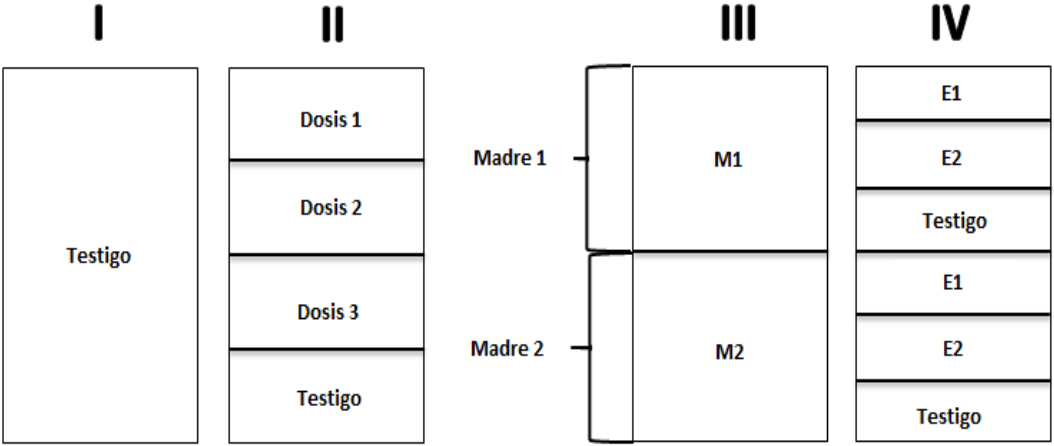 I
II
III
IV
Testigo
Dosis 1
Dosis 2
Dosis 3
Testigo
Madre 1
Madre 2
M1
M2
E1
E2
Testigo
E1
E2
Testigo